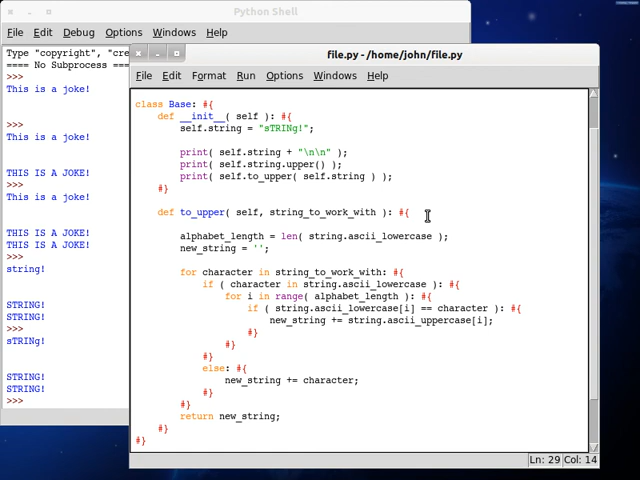 Python Shell
File Edit Debug Options Windows Help
Type "copyright", "cre
==== No Subprocess ====
>>>
This is a joke!
>>>
This is a joke!
THIS IS A JOKE!
>>>
This is a joke!
THIS IS A JOKE!
THIS IS A JOKE!
>>>
string!
STRING!
STRING!
>>>
sTRINg!
STRING!
STRING!
>>>
file.py - /home/john/file.py
File Edit Format Run Options Windows Help
class Base: #{
def __init__( self ): #{
self.string = "sTRINg!";
print( self.string + "\n\n" );
print( self.string.upper() );
print( self.to_upper( self.string ) );
#}
def to_upper( self, string_to_work_with ): #{
alphabet_length = len( string.ascii_lowercase );
new_string = '';
for character in string_to_work_with: #{
if ( character in string.ascii_lowercase ): #{
for i in range( alphabet_length ): #{
if ( string.ascii_lowercase[i] == character ): #{
new_string += string.ascii_uppercase[i];
#}
#}
#}
else: #{
new_string += character;
#}
#}
return new_string;
#}
#}
Ln: 29 Col: 14